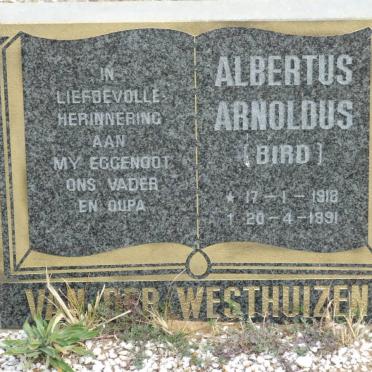 IN
LIEFDEVOLLE
HERINNERING
AAN
MY EGGENOOT
ONS VADER
EN OUPA
ALBERTUS
ARNOLDUS
[BIRD]
* 17-1-1918
† 20-4-1991
VAN DER WESTHUIZEN